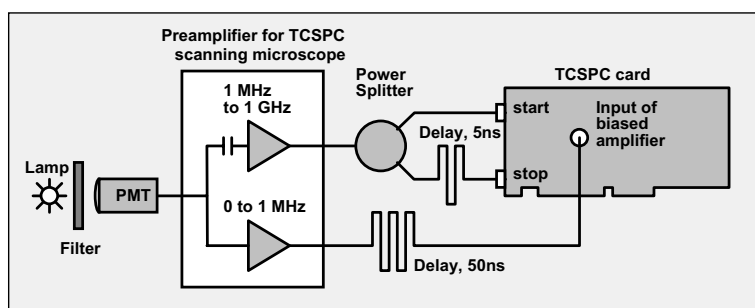 Preamplifier for TCSPC
scanning microscope
1 MHz
to 1 GHz
Power
Splitter
TCSPC card
start
Input of
biased
amplifier
Delay, 5ns
stop
Lamp
PMT
Filter
0 to 1 MHz
Delay, 50ns